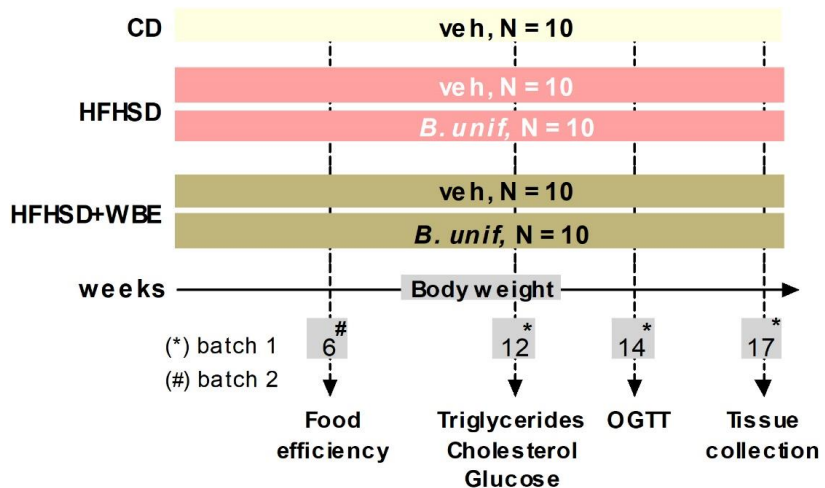 CD
veh, N = 10
HFHSD
veh, N = 10
B. unif, N = 10
HFHSD+WBE
veh, N = 10
B. unif, N = 10
weeks
Body weight
(*) batch 1
(#) batch 2
6#
12*
14*
17*
Food
efficiency
Triglycerides
Cholesterol
Glucose
OGTT
Tissue
collection